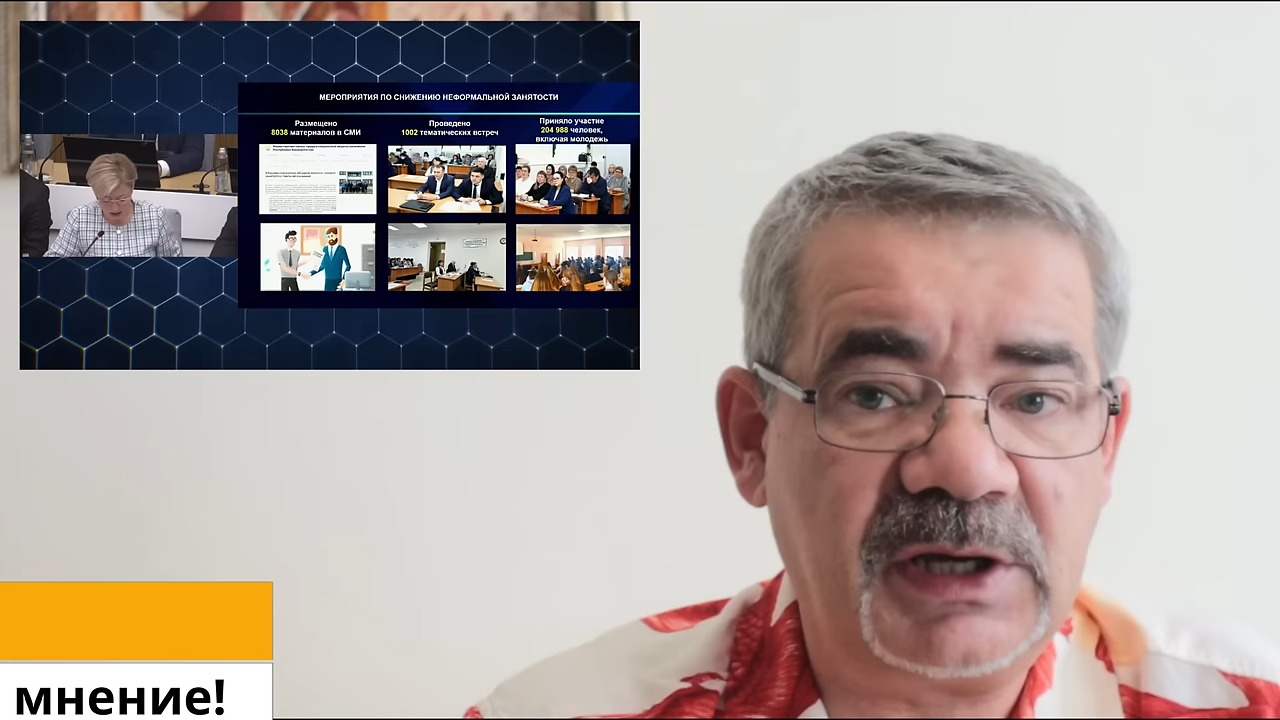 МЕРОПРИЯТИЯ ПО СНИЖЕНИЮ НЕФОРМАЛЬНОЙ ЗАНЯТОСТИ
Размещено
8038 материалов в СМИ
Проведено
1002 тематических встреч
Приняло участие
204 988 человек,
включая молодежь
мнение!